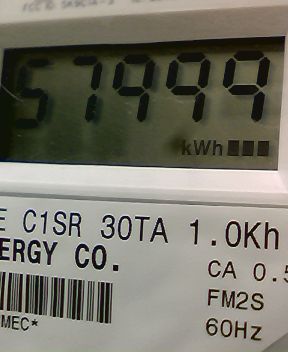 57999
kWh
E C1SR 30TA 1.0Kh
ERGY CO.
CA 0.5
FM2S
MEC*
60Hz